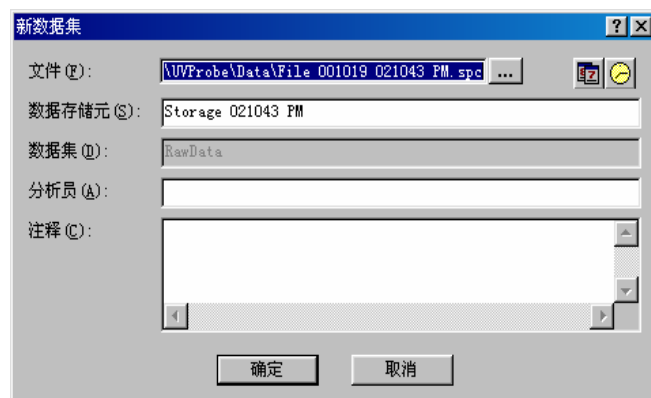 新数据集
文件(F): \UVProbe\Data\File 001019 021043 PM.spc ...
数据存储元(S): Storage 021043 PM
数据集(D): RawData
分析员(A):
注释(C):
确定 取消